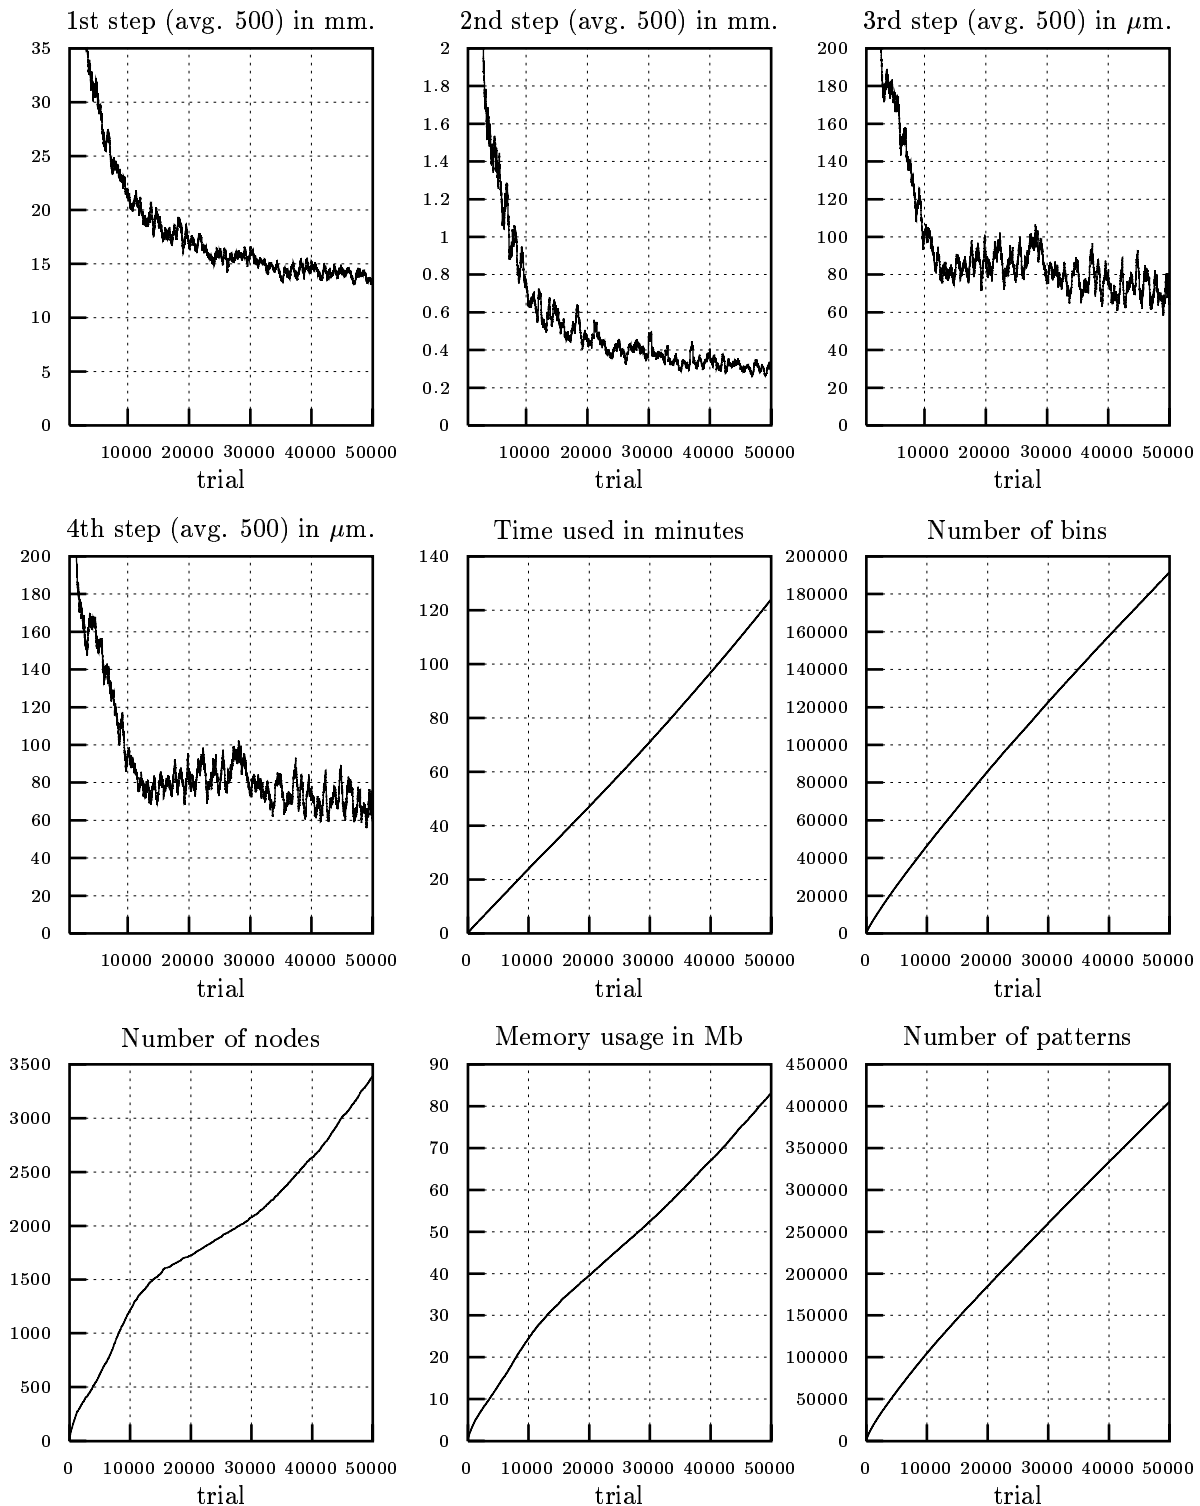 1st step (avg. 500) in mm. 2nd step (avg. 500) in mm. 3rd step (avg. 500) in μm.
35 2 200
1.8 180
30 1.6 160
25 1.4 140
20 1.2 120
1 100
15 0.8 80
10 0.6 60
0.4 40
5 0.2 20
0 0 0
10000 20000 30000 40000 50000 10000 20000 30000 40000 50000 10000 20000 30000 40000 50000
trial trial trial
4th step (avg. 500) in μm. Time used in minutes Number of bins
200 140 200000
180 180000
160 120 160000
140 100 140000
120 80 120000
100 100000
80 60 80000
60 40 60000
40 40000
20 20 20000
0 0 0
10000 20000 30000 40000 50000 0 10000 20000 30000 40000 50000 0 10000 20000 30000 40000 50000
trial trial trial
Number of nodes Memory usage in Mb Number of patterns
3500 90 450000
3000 80 400000
2500 70 350000
60 300000
2000 50 250000
1500 40 200000
1000 30 150000
20 100000
500 10 50000
0 0 0
0 10000 20000 30000 40000 50000 0 10000 20000 30000 40000 50000 0 10000 20000 30000 40000 50000
trial trial trial